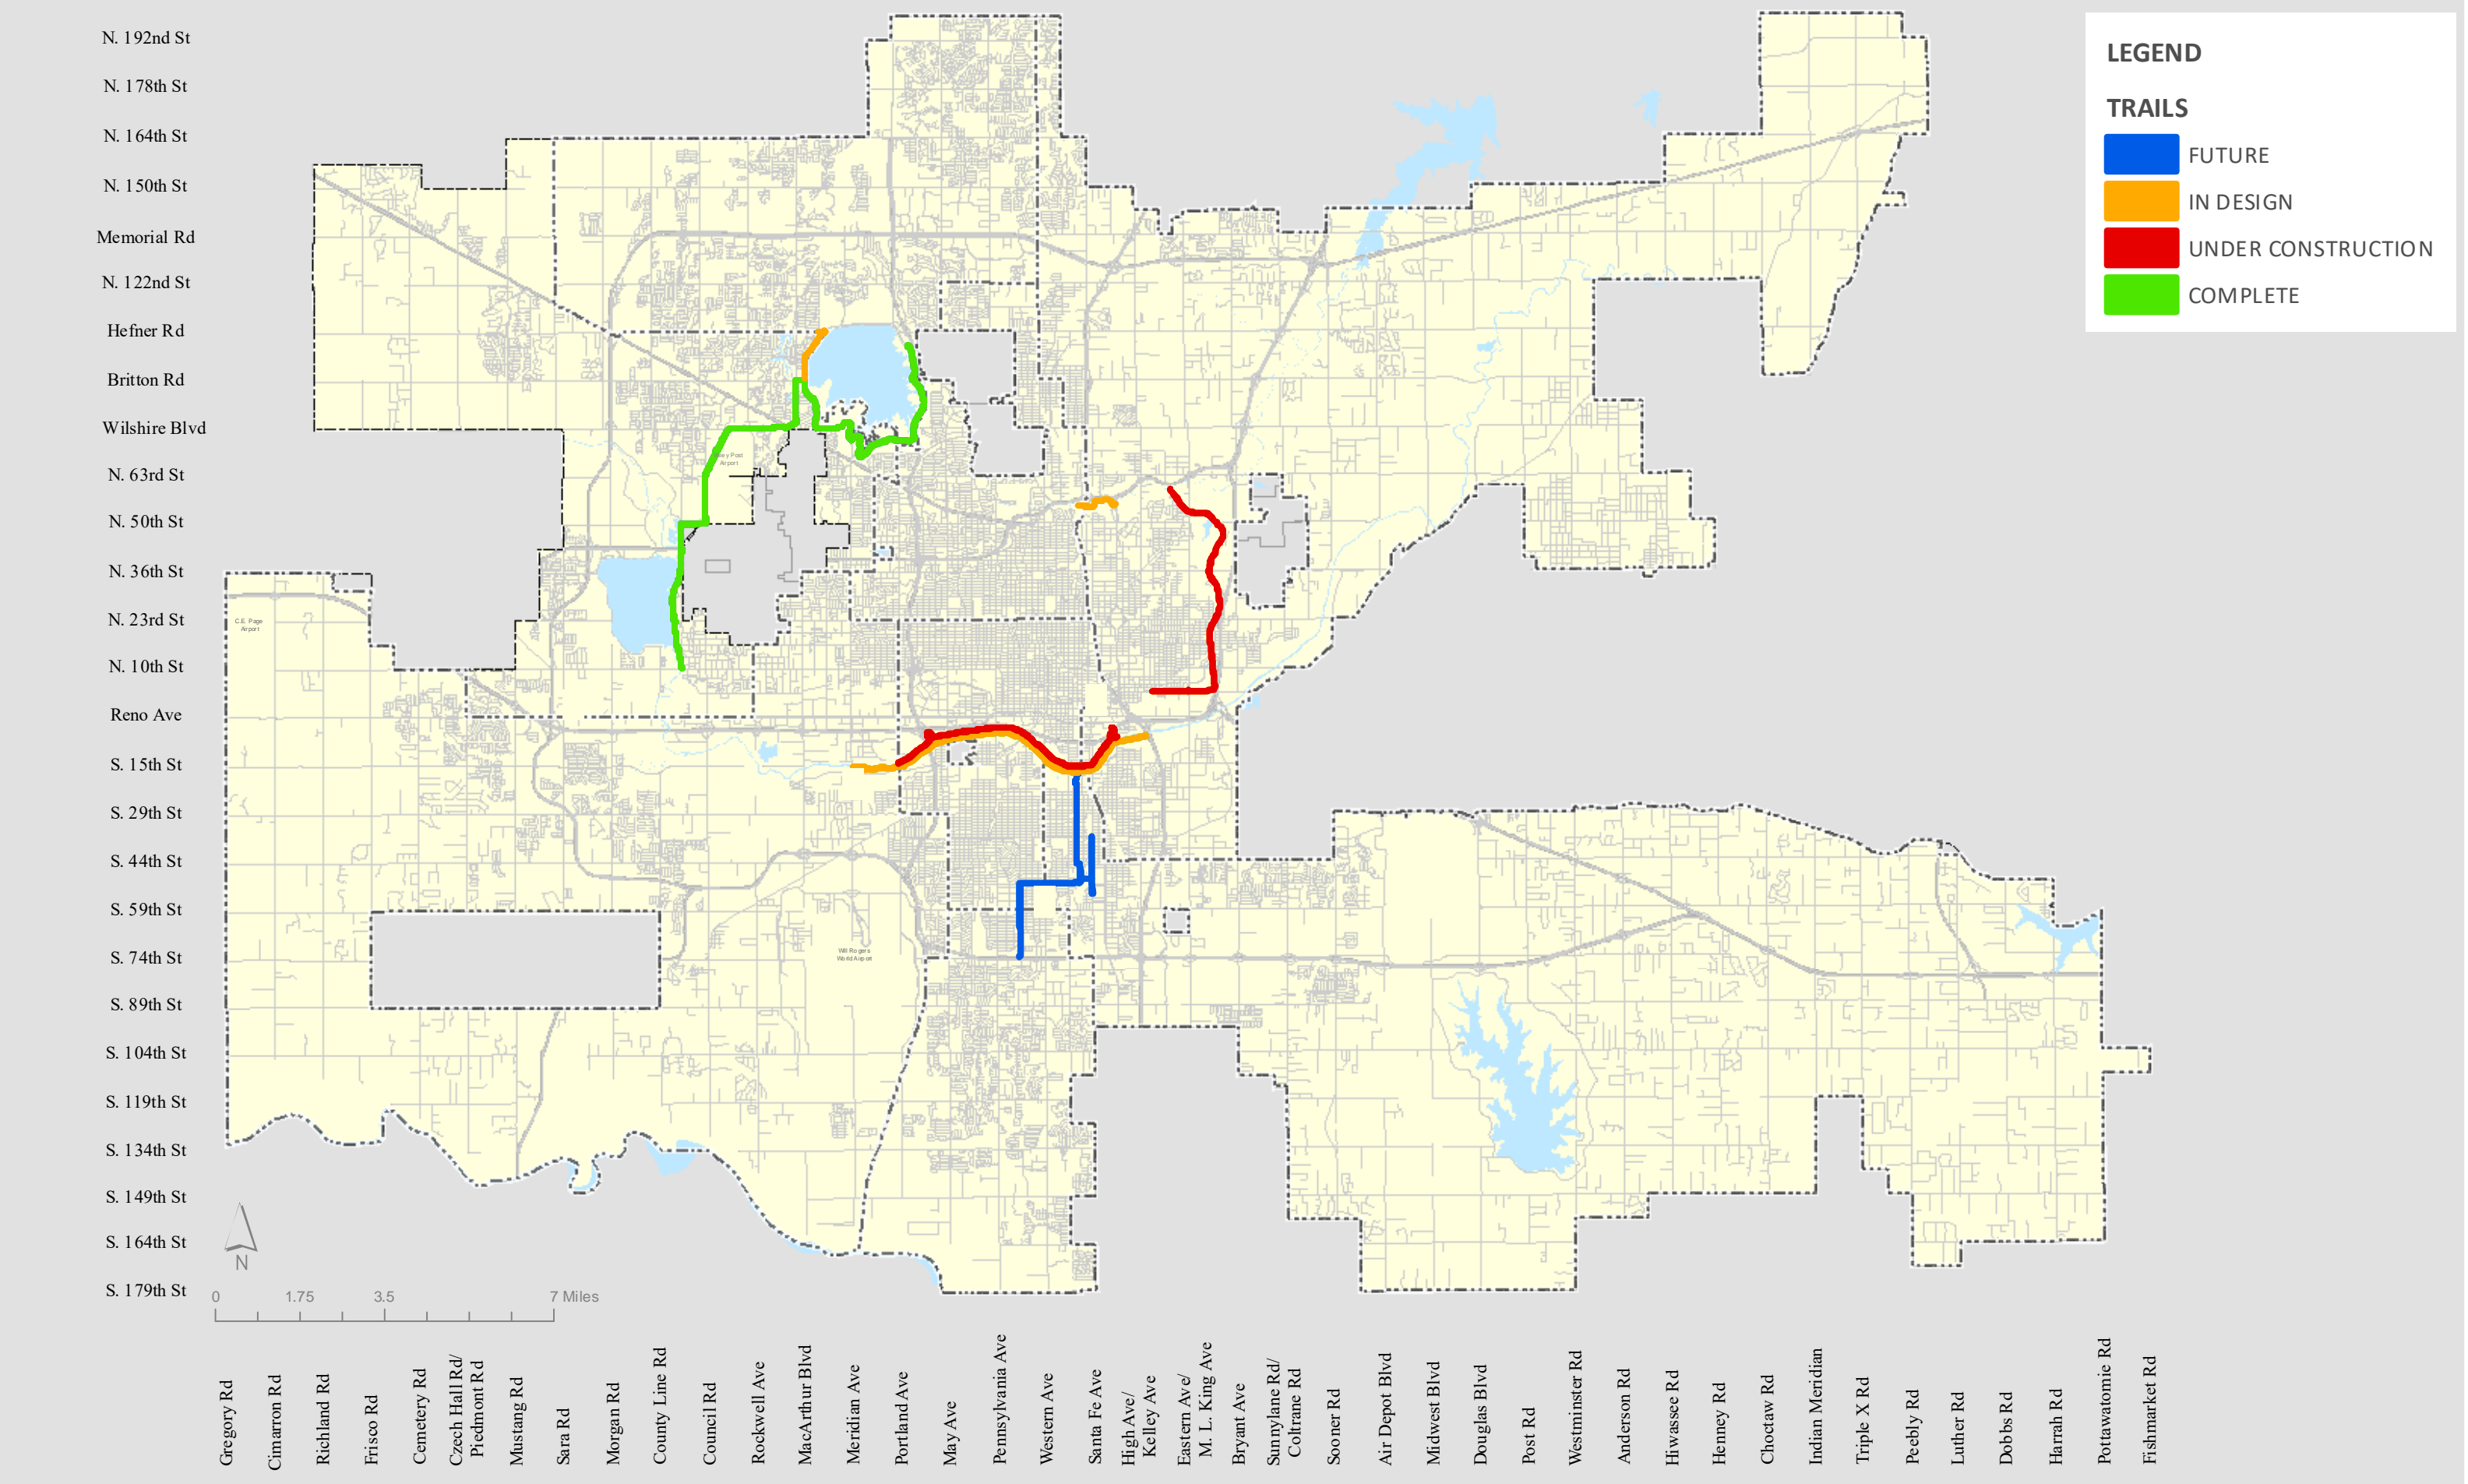 LEGEND
TRAILS
FUTURE
IN DESIGN
UNDER CONSTRUCTION
COMPLETE
N. 192nd St
N. 178th St
N. 164th St
N. 150th St
Memorial Rd
N. 122nd St
Hefner Rd
Britton Rd
Wilshire Blvd
N. 63rd St
N. 50th St
N. 36th St
N. 23rd St
N. 10th St
Reno Ave
S. 15th St
S. 29th St
S. 44th St
S. 59th St
S. 74th St
S. 89th St
S. 104th St
S. 119th St
S. 134th St
S. 149th St
S. 164th St
S. 179th St
Post
Airport
C.E. Page
Airport
Will Rogers
World Airport
N
0 1.75 3.5 7 Miles
Gregory Rd
Cimarron Rd
Richland Rd
Frisco Rd
Cemetery Rd
Czech Hall Rd/
Piedmont Rd
Mustang Rd
Sara Rd
Morgan Rd
County Line Rd
Council Rd
Rockwell Ave
MacArthur Blvd
Meridian Ave
Portland Ave
May Ave
Pennsylvania Ave
Western Ave
Santa Fe Ave
High Ave/
Kelley Ave
Eastern Ave/
M. L. King Ave
Bryant Ave
Sunnylane Rd/
Coltrane Rd
Sooner Rd
Air Depot Blvd
Midwest Blvd
Douglas Blvd
Post Rd
Westminster Rd
Anderson Rd
Hiwassee Rd
Henney Rd
Choctaw Rd
Indian Meridian
Triple X Rd
Peebly Rd
Luther Rd
Dobbs Rd
Harrah Rd
Pottawatomie Rd
Fishmarket Rd